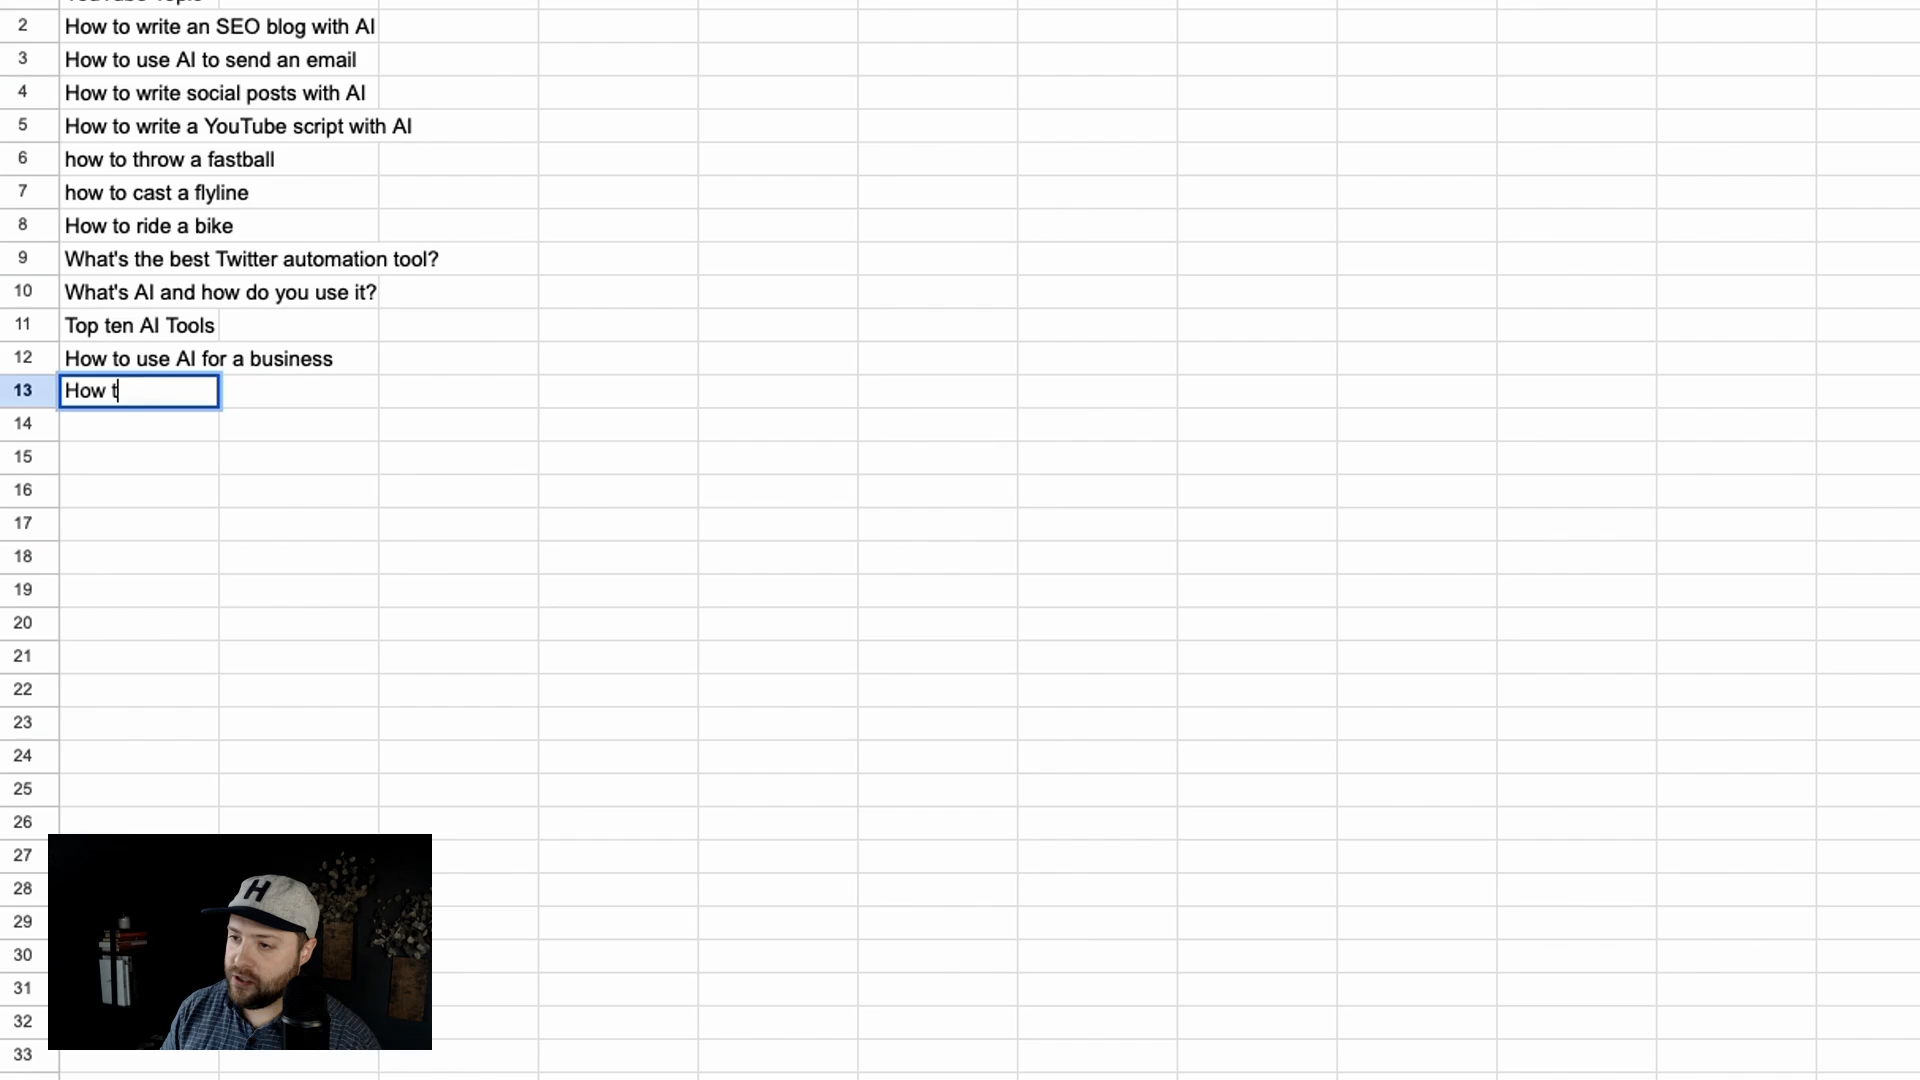 2 How to write an SEO blog with AI
3 How to use AI to send an email
4 How to write social posts with AI
5 How to write a YouTube script with AI
6 how to throw a fastball
7 how to cast a flyline
8 How to ride a bike
9 What's the best Twitter automation tool?
10 What's AI and how do you use it?
11 Top ten AI Tools
12 How to use AI for a business
13 How t
14
15
16
17
18
19
20
21
22
23
24
25
26
27
28
29
30
31
32
33
H